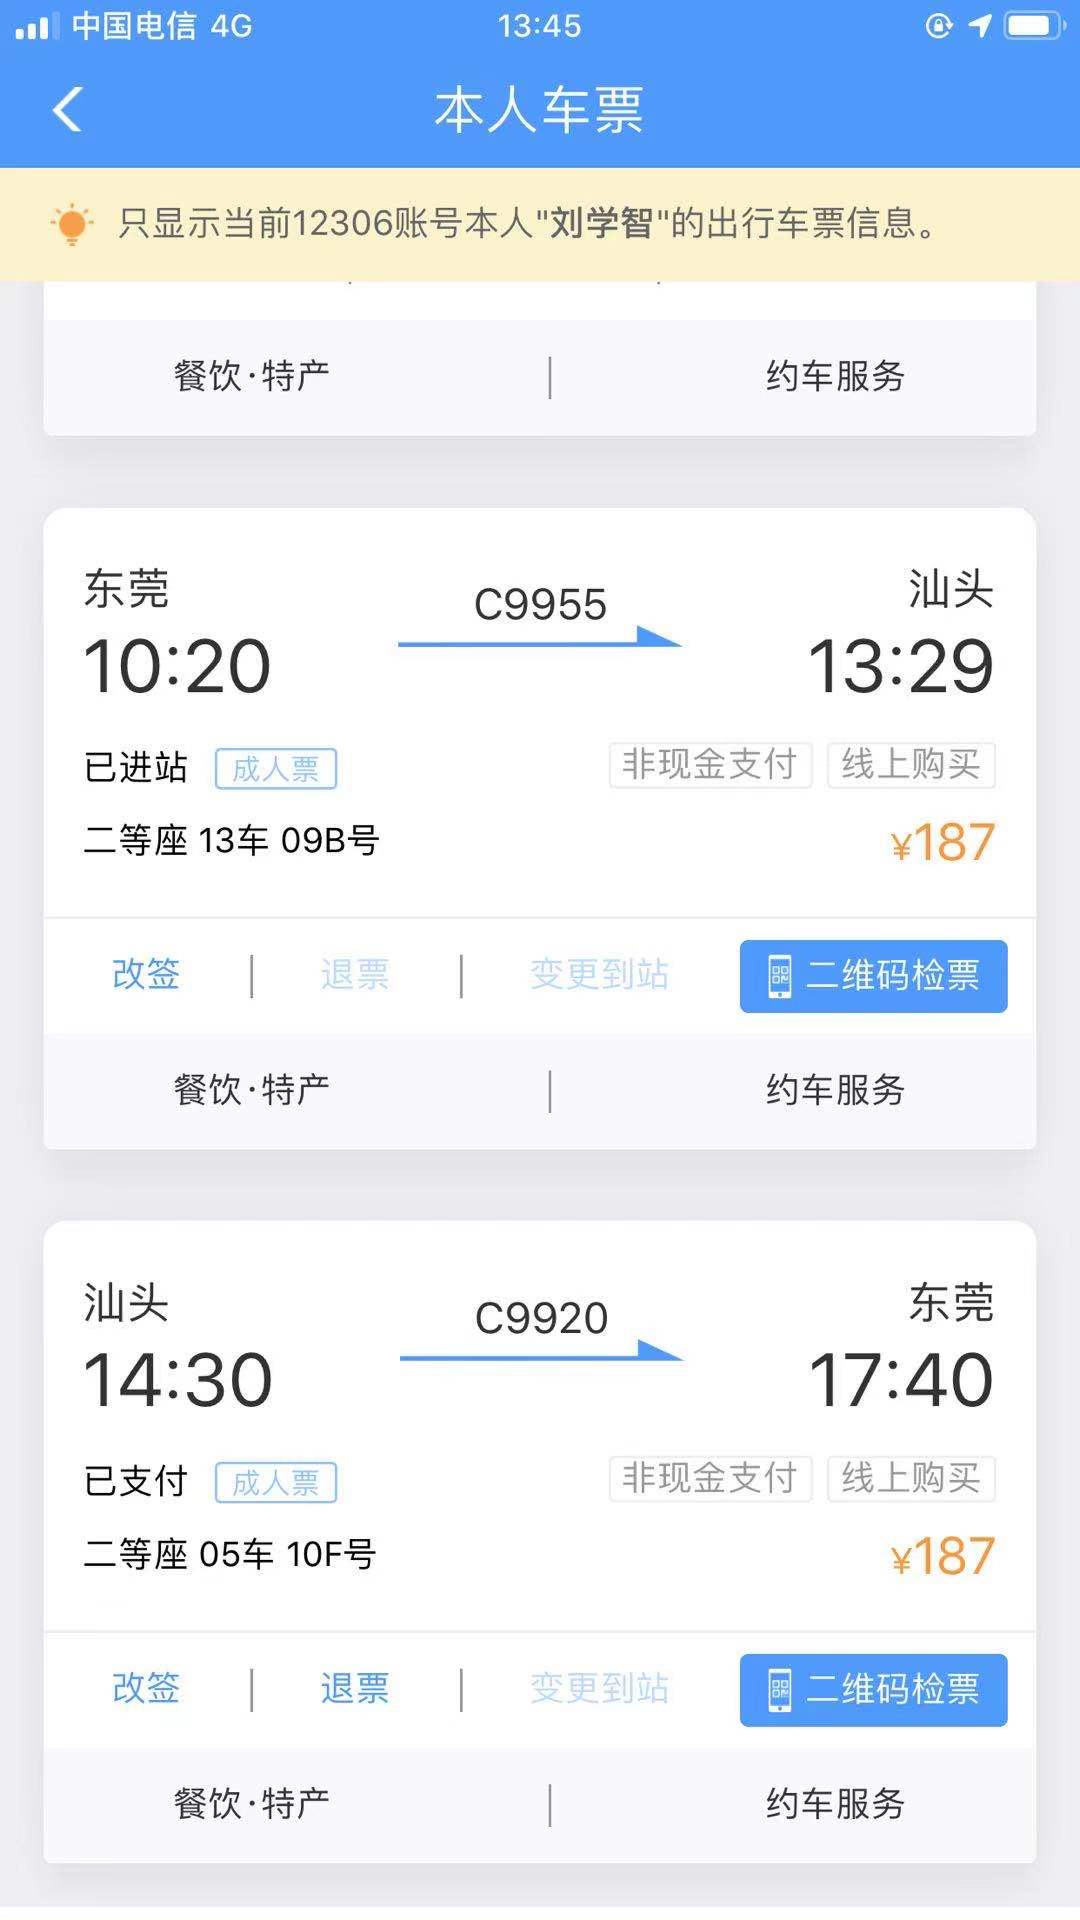 中国电信 4G 13:45
本人车票
只显示当前12306账号本人"刘学智"的出行车票信息。
餐饮·特产 | 约车服务
东莞 C9955 汕头
10:20 13:29
已进站 成人票 非现金支付 线上购买
二等座 13车 09B号 ¥187
改签 | 退票 | 变更到站 二维码检票
餐饮·特产 | 约车服务
汕头 C9920 东莞
14:30 17:40
已支付 成人票 非现金支付 线上购买
二等座 05车 10F号 ¥187
改签 | 退票 | 变更到站 二维码检票
餐饮·特产 | 约车服务